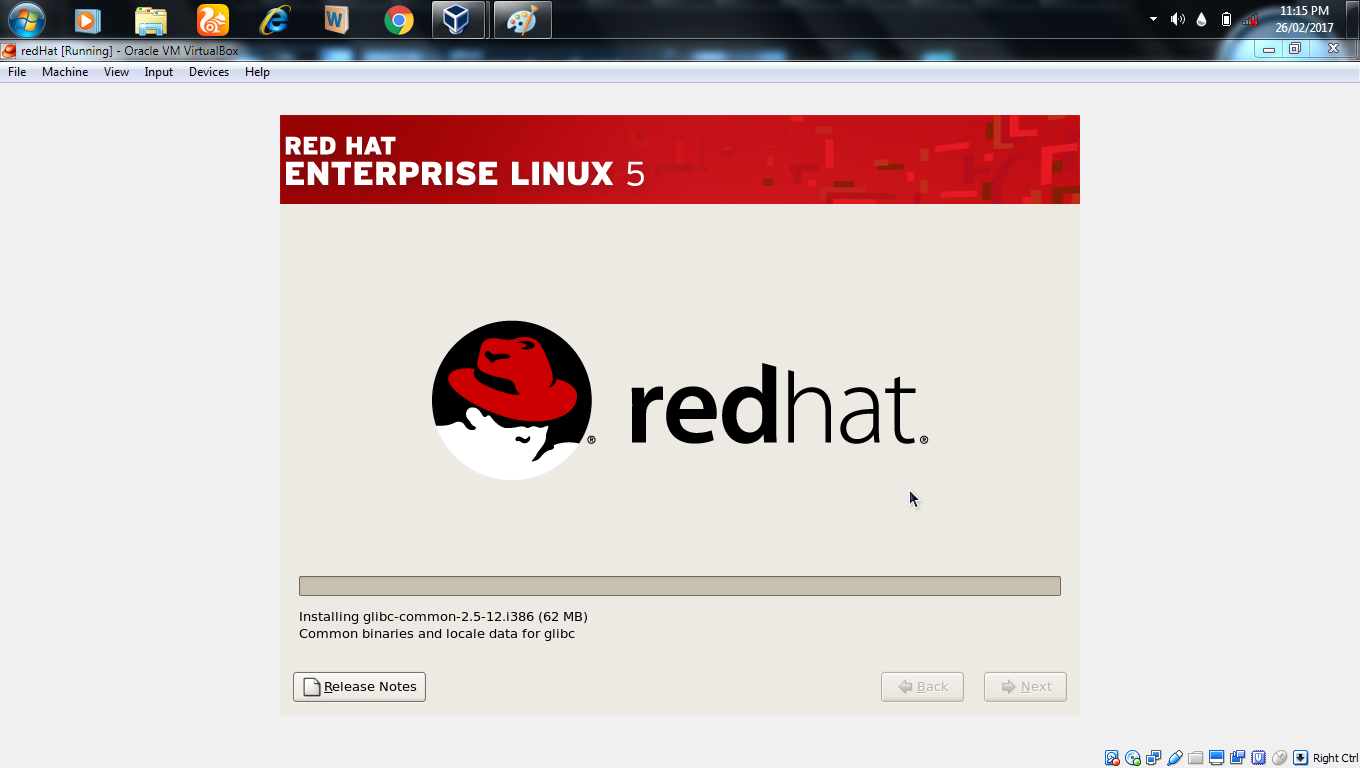 11:15 PM
26/02/2017
redHat [Running] - Oracle VM VirtualBox
File Machine View Input Devices Help
RED HAT
ENTERPRISE LINUX 5
redhat®
Installing glibc-common-2.5-12.i386 (62 MB)
Common binaries and locale data for glibc
Release Notes
Back
Next
Right Ctrl